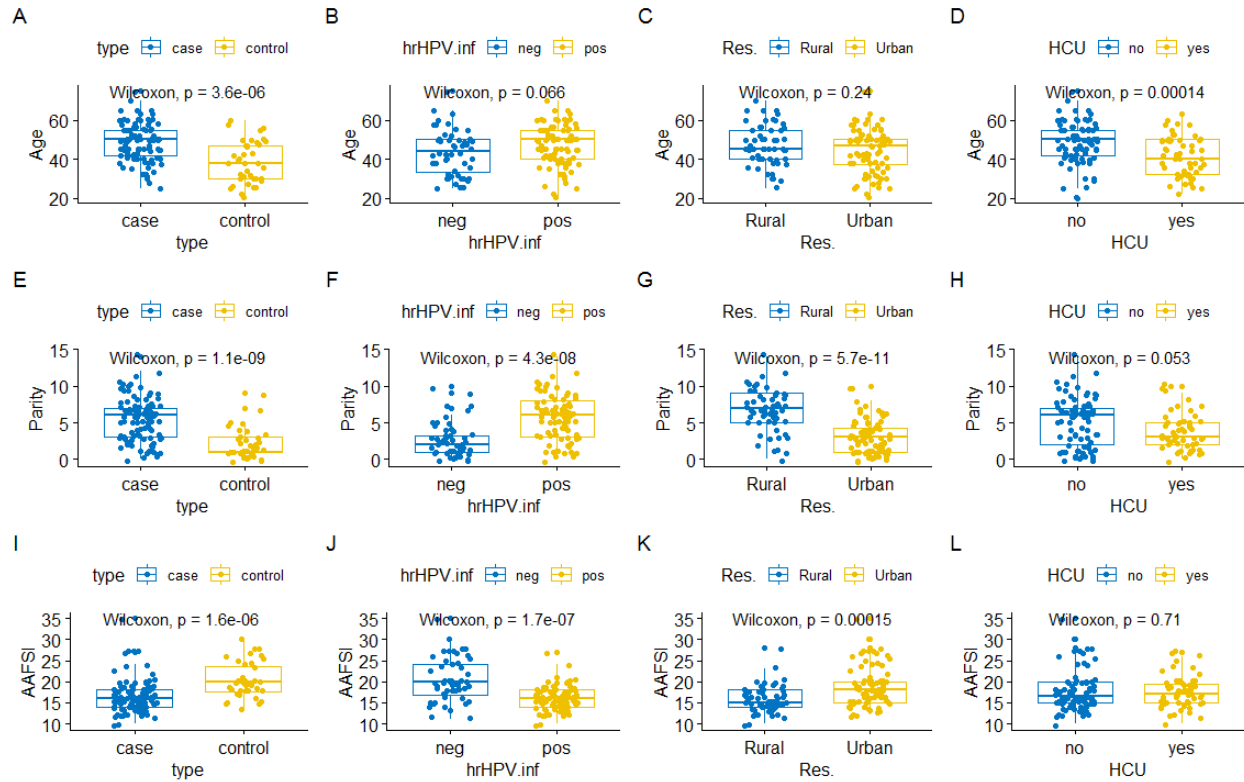 A
type case control
Wilcoxon, p = 3.6e-06
Age
60
40
20
case control
type
B
hrHPV.inf neg pos
Wilcoxon, p = 0.066
Age
60
40
20
neg pos
hrHPV.inf
C
Res. Rural Urban
Wilcoxon, p = 0.24
Age
60
40
20
Rural Urban
Res.
D
HCU no yes
Wilcoxon, p = 0.00014
Age
60
40
20
no yes
HCU
E
type case control
Wilcoxon, p = 1.1e-09
Parity
15
10
5
0
case control
type
F
hrHPV.inf neg pos
Wilcoxon, p = 4.3e-08
Parity
15
10
5
0
neg pos
hrHPV.inf
G
Res. Rural Urban
Wilcoxon, p = 5.7e-11
Parity
15
10
5
0
Rural Urban
Res.
H
HCU no yes
Wilcoxon, p = 0.053
Parity
15
10
5
0
no yes
HCU
I
type case control
Wilcoxon, p = 1.6e-06
AAFSI
35
30
25
20
15
10
case control
type
J
hrHPV.inf neg pos
Wilcoxon, p = 1.7e-07
AAFSI
35
30
25
20
15
10
neg pos
hrHPV.inf
K
Res. Rural Urban
Wilcoxon, p = 0.00015
AAFSI
35
30
25
20
15
10
Rural Urban
Res.
L
HCU no yes
Wilcoxon, p = 0.71
AAFSI
35
30
25
20
15
10
no yes
HCU